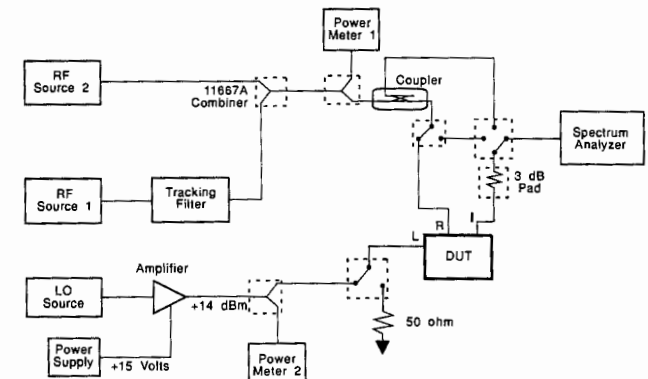 Power
Meter 1
RF
Source 2
11667A
Combiner
Coupler
Spectrum
Analyzer
3 dB
Pad
RF
Source 1
Tracking
Filter
L
R
I
DUT
LO
Source
Amplifier
+14 dBm
50 ohm
Power
Supply
+15 Volts
Power
Meter 2